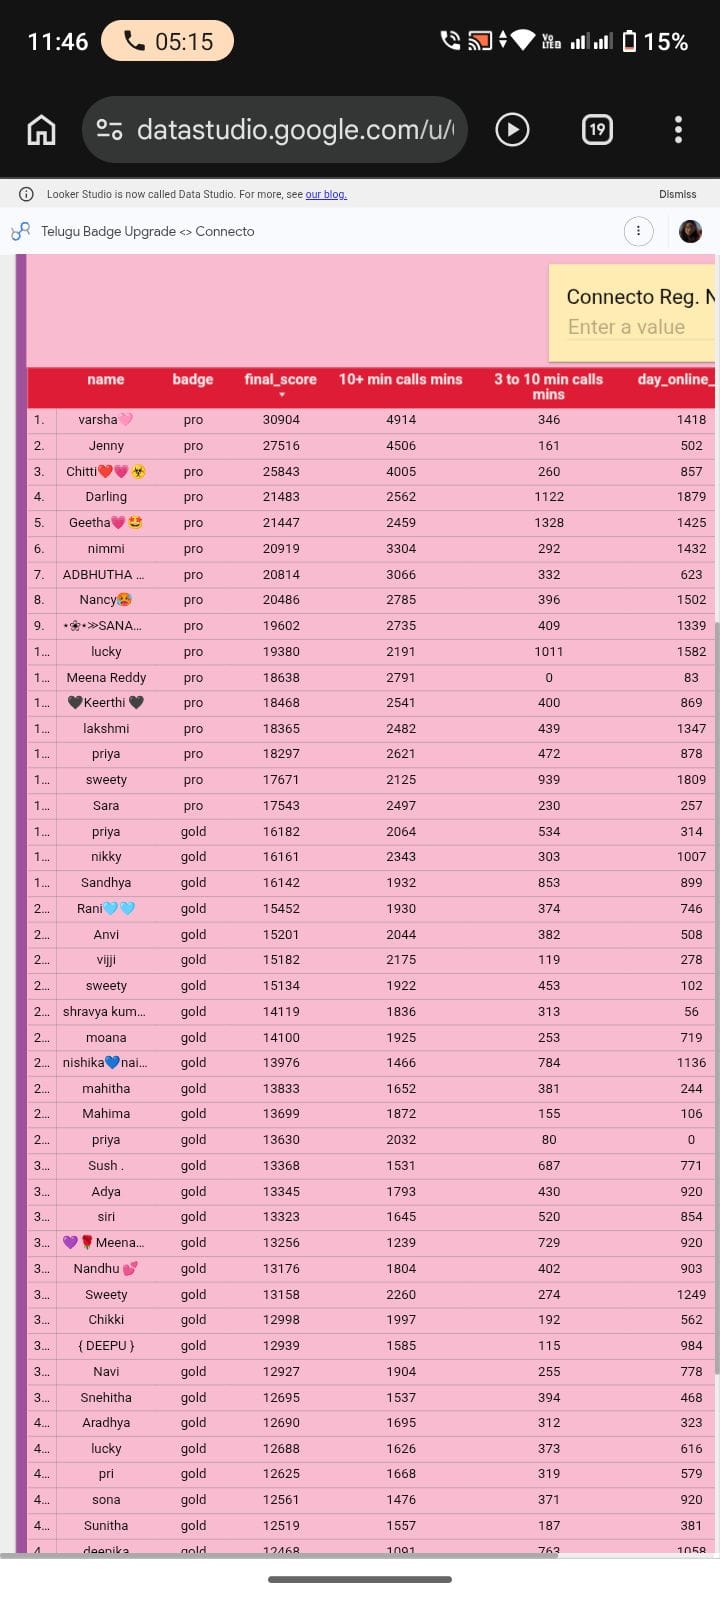 11:46 05:15 Vo LTE2 15%
datastudio.google.com/u/ 19
Looker Studio is now called Data Studio. For more, see our blog. Dismiss
Telugu Badge Upgrade <> Connecto
Connecto Reg. N
Enter a value
name badge final_score 10+ min calls mins 3 to 10 min calls mins day_online_
1. varsha🩷 pro 30904 4914 346 1418
2. Jenny pro 27516 4506 161 502
3. Chitti❤️💗☣️ pro 25843 4005 260 857
4. Darling pro 21483 2562 1122 1879
5. Geetha💗🤩 pro 21447 2459 1328 1425
6. nimmi pro 20919 3304 292 1432
7. ADBHUTHA ... pro 20814 3066 332 623
8. Nancy🥵 pro 20486 2785 396 1502
9. ⋆❀⋆≫SANA... pro 19602 2735 409 1339
1... lucky pro 19380 2191 1011 1582
1... Meena Reddy pro 18638 2791 0 83
1... 🖤Keerthi 🖤 pro 18468 2541 400 869
1... lakshmi pro 18365 2482 439 1347
1... priya pro 18297 2621 472 878
1... sweety pro 17671 2125 939 1809
1... Sara pro 17543 2497 230 257
1... priya gold 16182 2064 534 314
1... nikky gold 16161 2343 303 1007
1... Sandhya gold 16142 1932 853 899
2... Rani🩵🩵 gold 15452 1930 374 746
2... Anvi gold 15201 2044 382 508
2... vijji gold 15182 2175 119 278
2... sweety gold 15134 1922 453 102
2... shravya kum... gold 14119 1836 313 56
2... moana gold 14100 1925 253 719
2... nishika💙nai... gold 13976 1466 784 1136
2... mahitha gold 13833 1652 381 244
2... Mahima gold 13699 1872 155 106
2... priya gold 13630 2032 80 0
3... Sush . gold 13368 1531 687 771
3... Adya gold 13345 1793 430 920
3... siri gold 13323 1645 520 854
3... 💜🌹Meena... gold 13256 1239 729 920
3... Nandhu 💕 gold 13176 1804 402 903
3... Sweety gold 13158 2260 274 1249
3... Chikki gold 12998 1997 192 562
3... { DEEPU } gold 12939 1585 115 984
3... Navi gold 12927 1904 255 778
3... Snehitha gold 12695 1537 394 468
4... Aradhya gold 12690 1695 312 323
4... lucky gold 12688 1626 373 616
4... pri gold 12625 1668 319 579
4... sona gold 12561 1476 371 920
4... Sunitha gold 12519 1557 187 381
4... deepika gold 12468 1091 763 1058